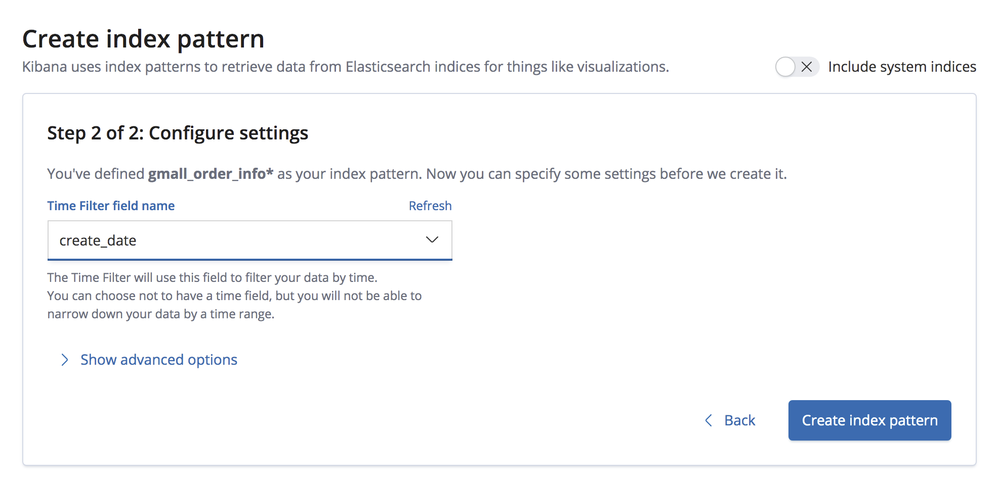 Create index pattern
Kibana uses index patterns to retrieve data from Elasticsearch indices for things like visualizations.
Include system indices
Step 2 of 2: Configure settings
You've defined gmall_order_info* as your index pattern. Now you can specify some settings before we create it.
Time Filter field name
Refresh
create_date
The Time Filter will use this field to filter your data by time.
You can choose not to have a time field, but you will not be able to
narrow down your data by a time range.
Show advanced options
Back
Create index pattern